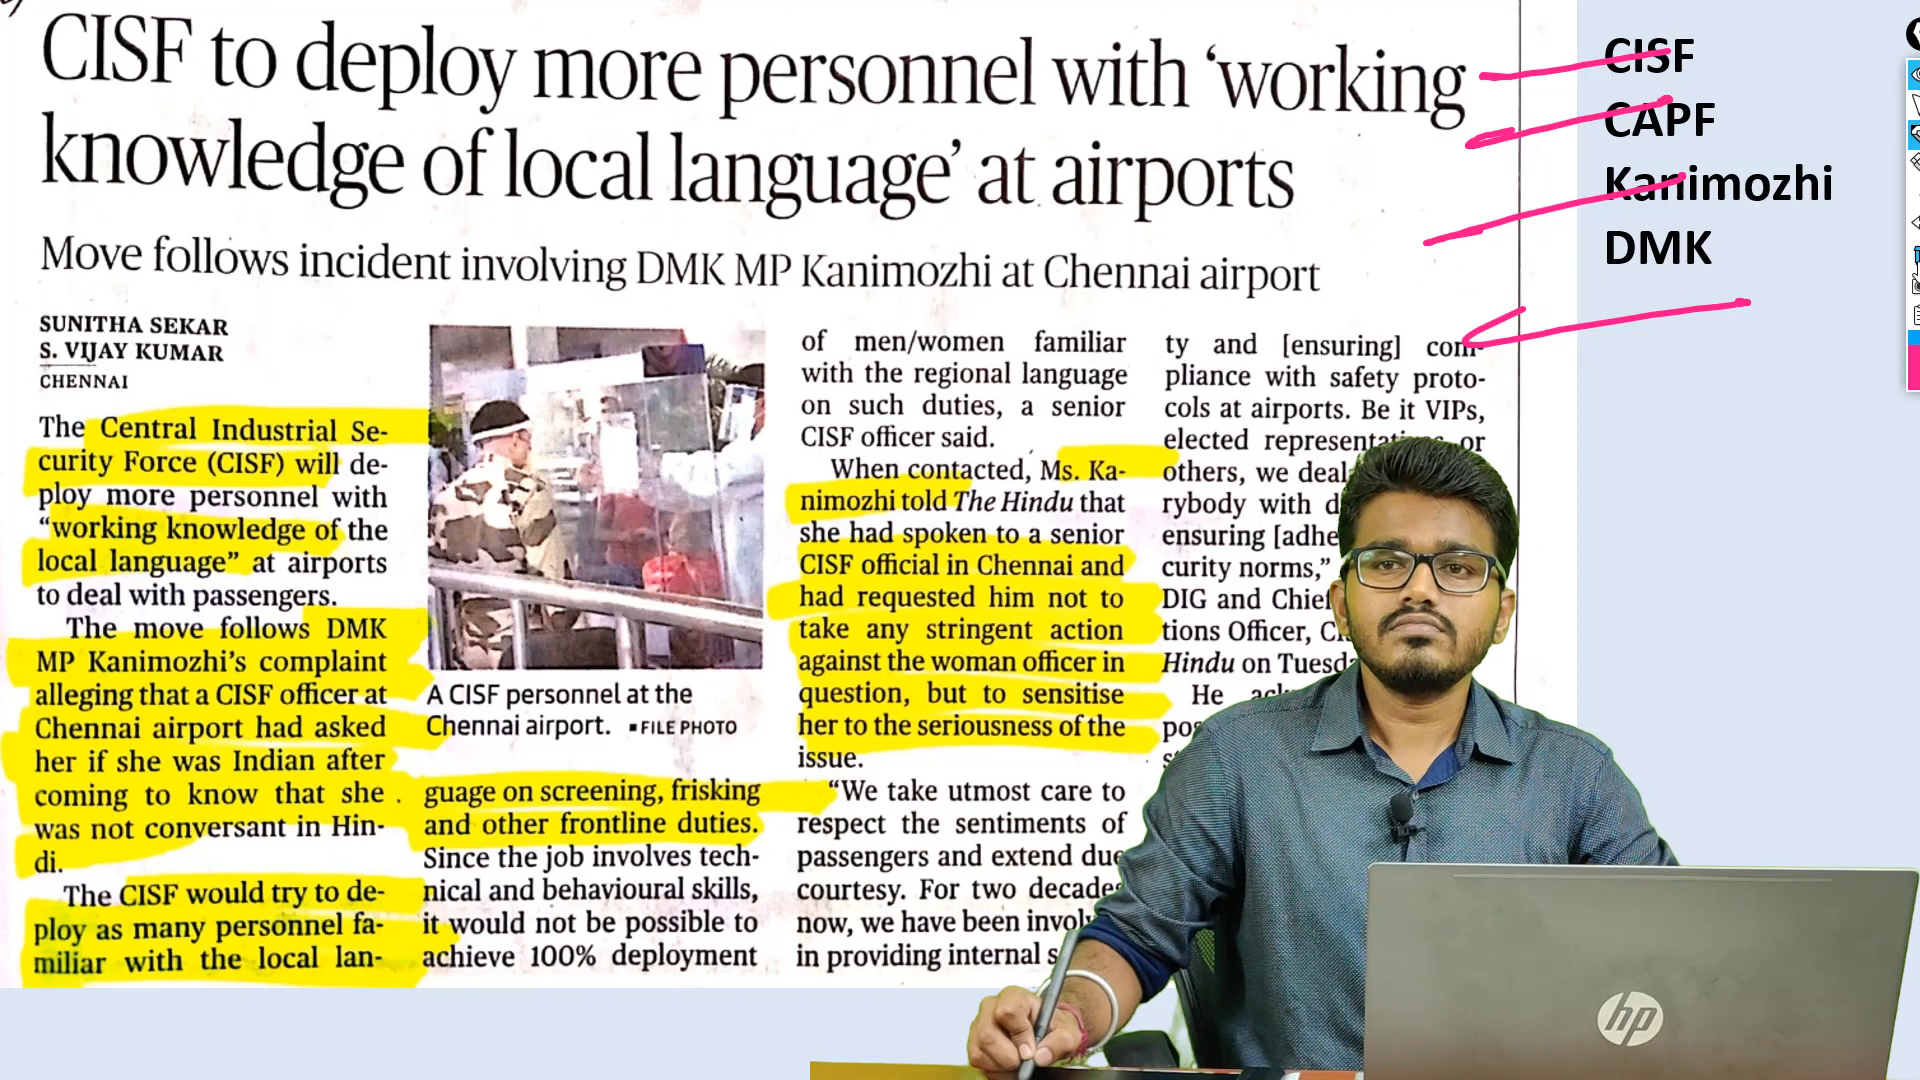 CISF to deploy more personnel with ‘working
knowledge of local language’ at airports
Move follows incident involving DMK MP Kanimozhi at Chennai airport
SUNITHA SEKAR
S. VIJAY KUMAR
CHENNAI
The Central Industrial Se-
curity Force (CISF) will de-
ploy more personnel with
“working knowledge of the
local language” at airports
to deal with passengers.
The move follows DMK
MP Kanimozhi’s complaint
alleging that a CISF officer at
Chennai airport had asked
her if she was Indian after
coming to know that she
was not conversant in Hin-
di.
The CISF would try to de-
ploy as many personnel fa-
miliar with the local lan-
A CISF personnel at the
Chennai airport. ▪FILE PHOTO
guage on screening, frisking
and other frontline duties.
Since the job involves tech-
nical and behavioural skills,
it would not be possible to
achieve 100% deployment
of men/women familiar
with the regional language
on such duties, a senior
CISF officer said.
When contacted, Ms. Ka-
nimozhi told The Hindu that
she had spoken to a senior
CISF official in Chennai and
had requested him not to
take any stringent action
against the woman officer in
question, but to sensitise
her to the seriousness of the
issue.
“We take utmost care to
respect the sentiments of
passengers and extend due
courtesy. For two decades
now, we have been
in providing internal
ty and [ensuring] com-
pliance with safety proto-
cols at airports. Be it VIPs,
elected or
others, we deal
rybody with
ensuring
curity norms,”
DIG and Chief
tions Officer,
Hindu on
He
CISF
CAPF
Kanimozhi
DMK
hp